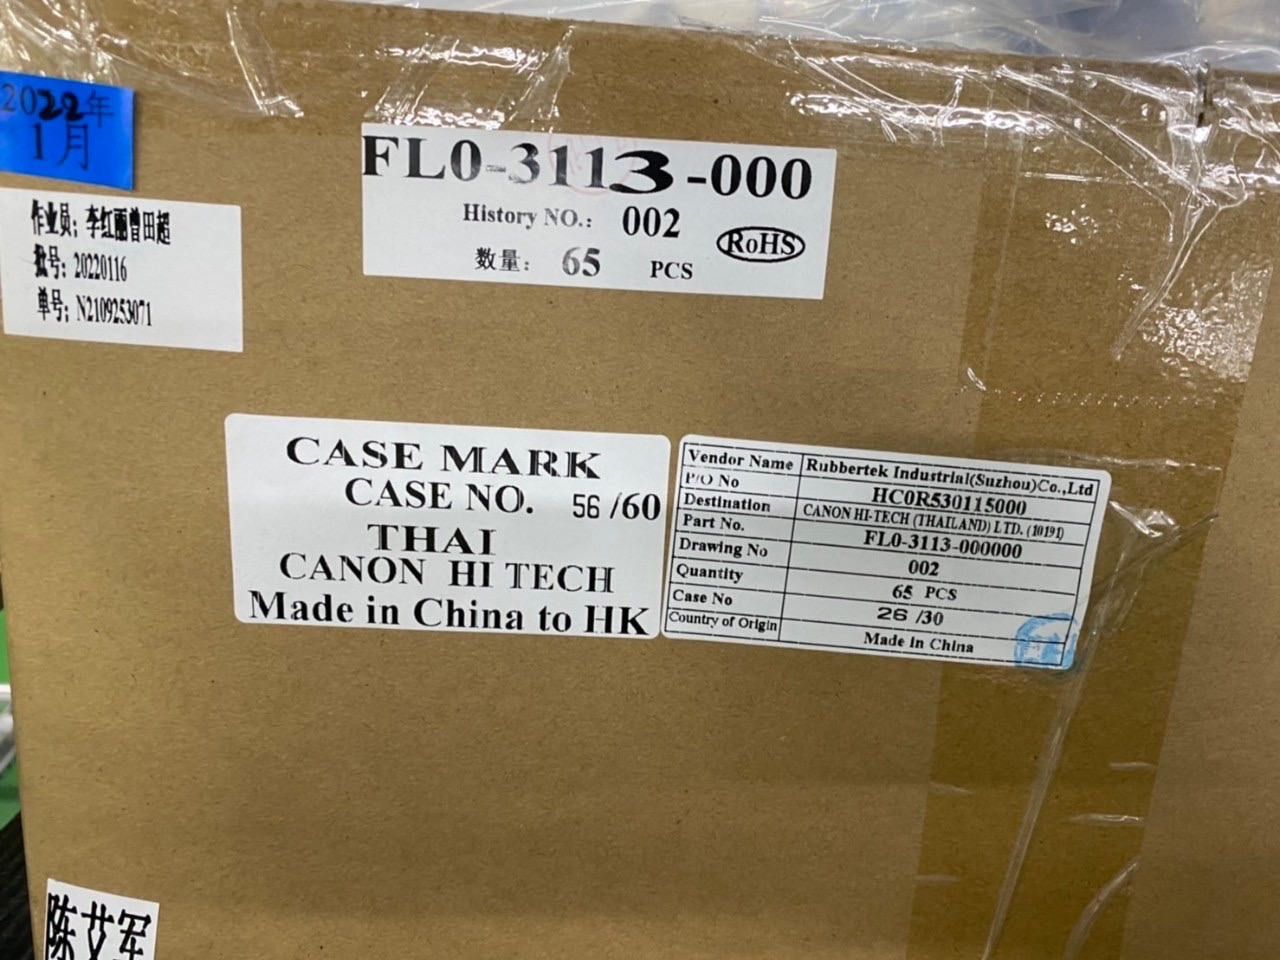 2022年
1月
作业员：李红丽曾田超
批号：20220116
单号：N2109253071
FL0-3113-000
History NO.： 002
RoHS
数量： 65 PCS
CASE MARK
CASE NO. 56 /60
THAI
CANON HI TECH
Made in China to HK
Vendor Name Rubbertek Industrial(Suzhou)Co.,Ltd
P/O No HC0R530115000
Destination CANON HI-TECH (THAILAND) LTD. (10191)
Part No. FL0-3113-000000
Drawing No 002
Quantity 65 PCS
Case No 26 /30
Country of Origin Made in China
陈艾军